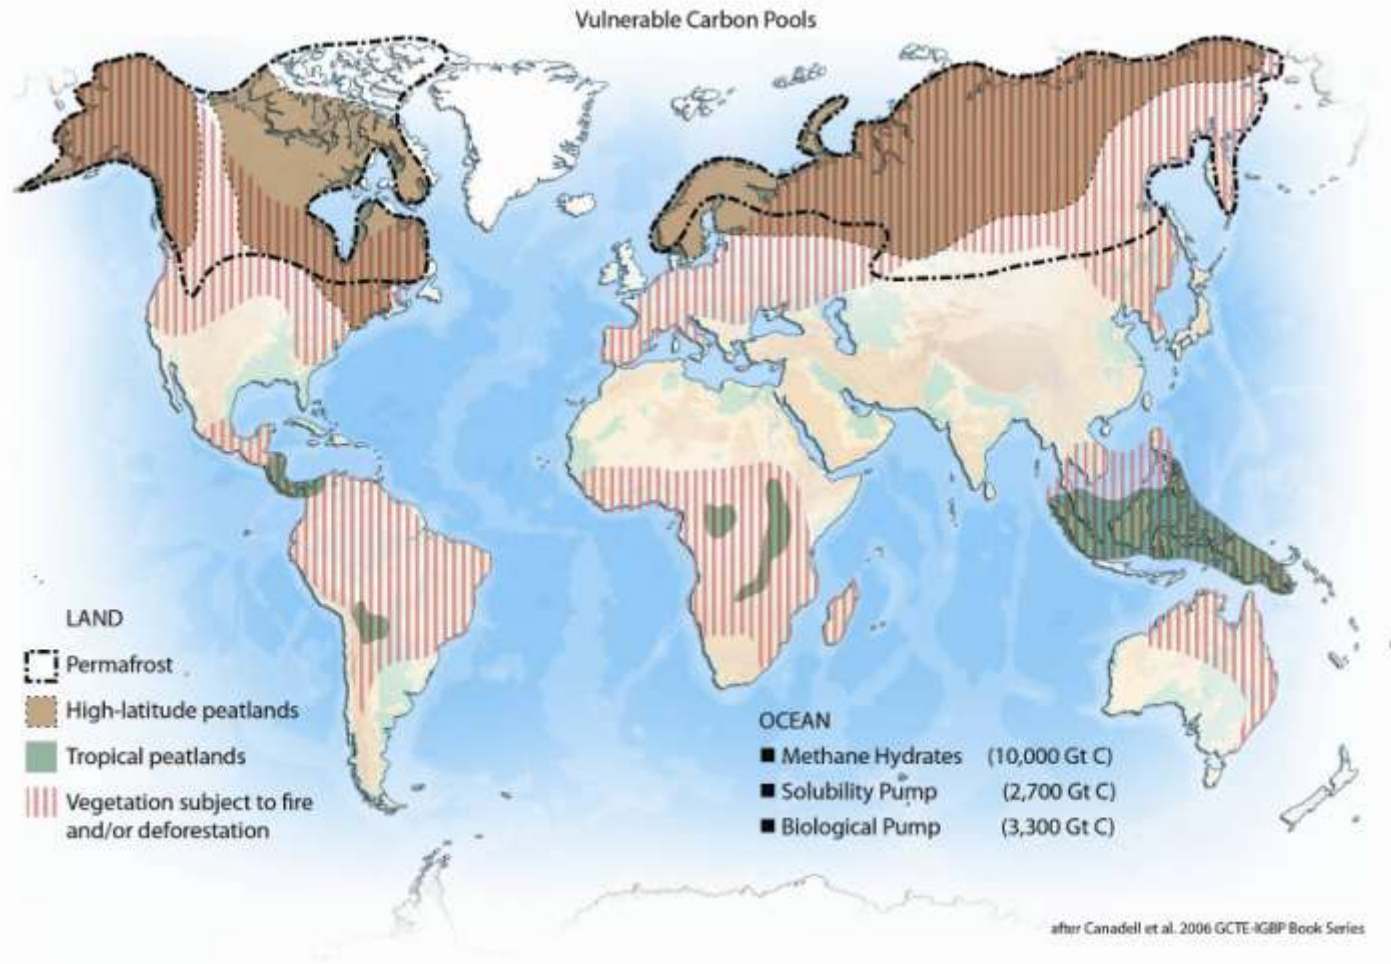 Vulnerable Carbon Pools
LAND
Permafrost
High-latitude peatlands
Tropical peatlands
Vegetation subject to fire
and/or deforestation
OCEAN
Methane Hydrates (10,000 Gt C)
Solubility Pump (2,700 Gt C)
Biological Pump (3,300 Gt C)
after Canadell et al. 2006 GCTE-IGBP Book Series